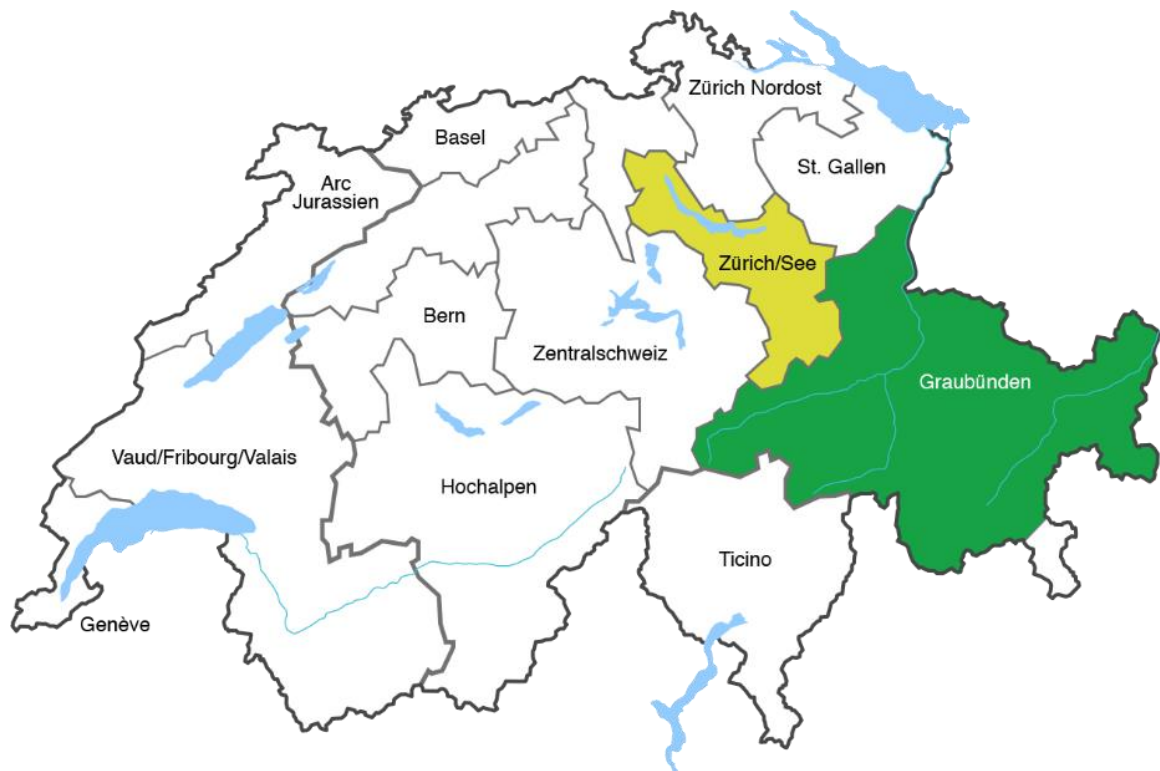 Zürich Nordost
Basel
St. Gallen
Arc
Jurassien
Zürich/See
Bern
Zentralschweiz
Graubünden
Vaud/Fribourg/Valais
Hochalpen
Ticino
Genève